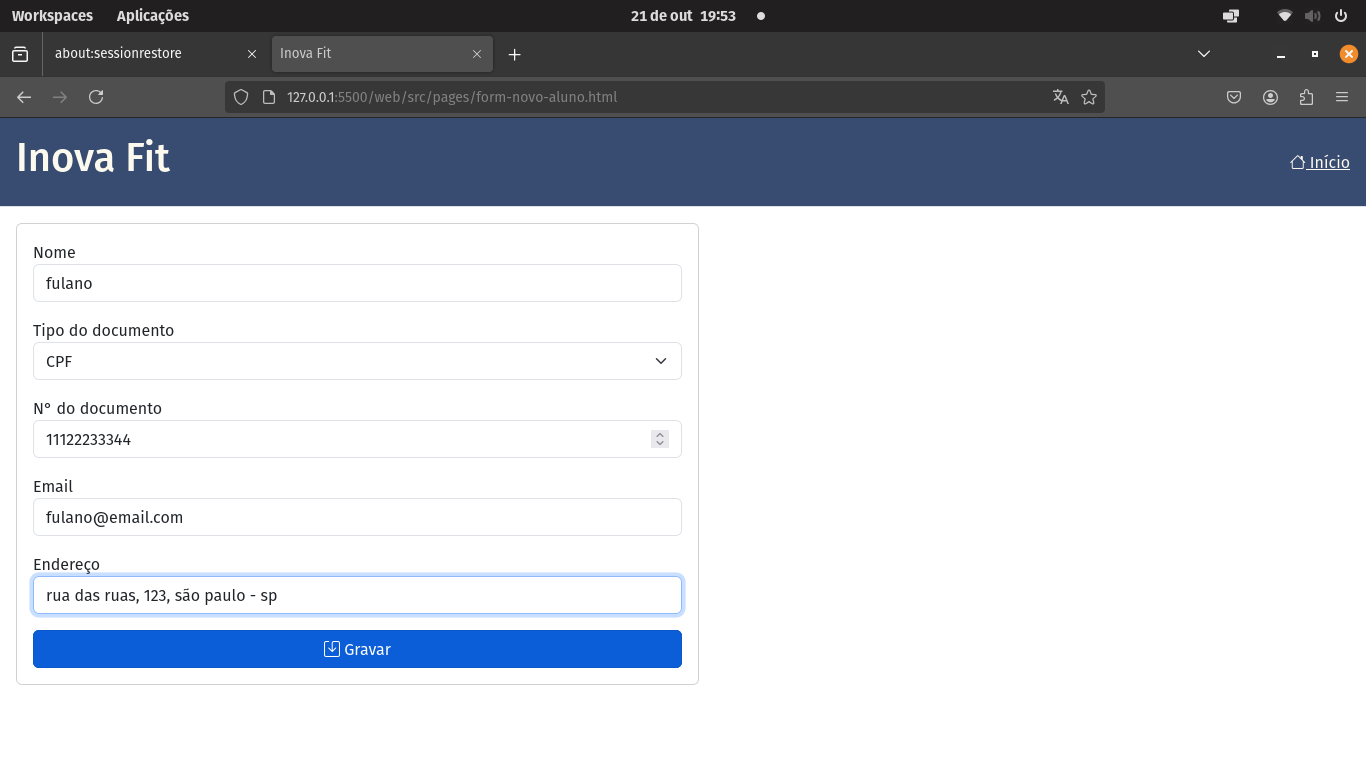 Workspaces Aplicações 21 de out 19:53
about:sessionrestore Inova Fit
127.0.0.1:5500/web/src/pages/form-novo-aluno.html
Inova Fit
Início
Nome
fulano
Tipo do documento
CPF
N° do documento
11122233344
Email
fulano@email.com
Endereço
rua das ruas, 123, são paulo - sp
Gravar